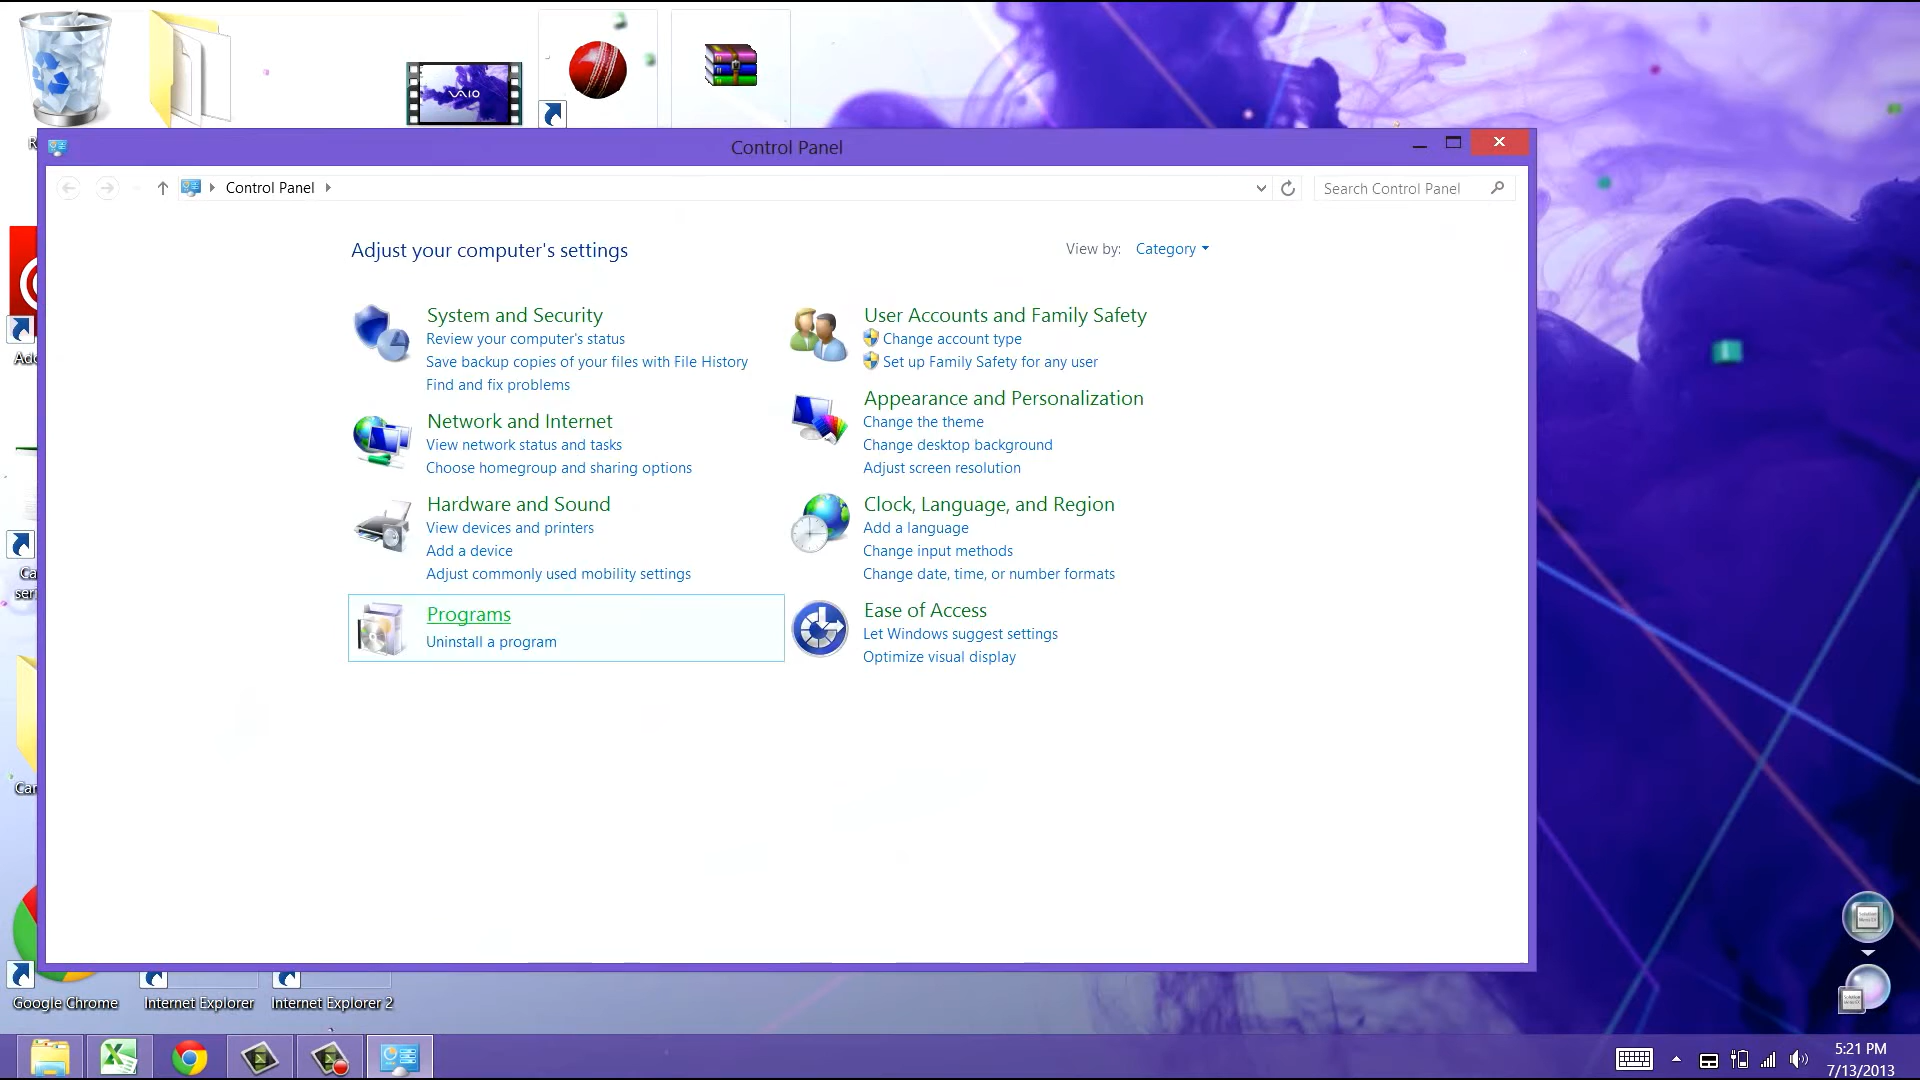 VAIO
Control Panel
Control Panel
Search Control Panel
Adjust your computer's settings
View by: Category
System and Security
Review your computer's status
Save backup copies of your files with File History
Find and fix problems
Network and Internet
View network status and tasks
Choose homegroup and sharing options
Hardware and Sound
View devices and printers
Add a device
Adjust commonly used mobility settings
Programs
Uninstall a program
User Accounts and Family Safety
Change account type
Set up Family Safety for any user
Appearance and Personalization
Change the theme
Change desktop background
Adjust screen resolution
Clock, Language, and Region
Add a language
Change input methods
Change date, time, or number formats
Ease of Access
Let Windows suggest settings
Optimize visual display
Google Chrome
Internet Explorer
Internet Explorer 2
5:21 PM
7/13/2013